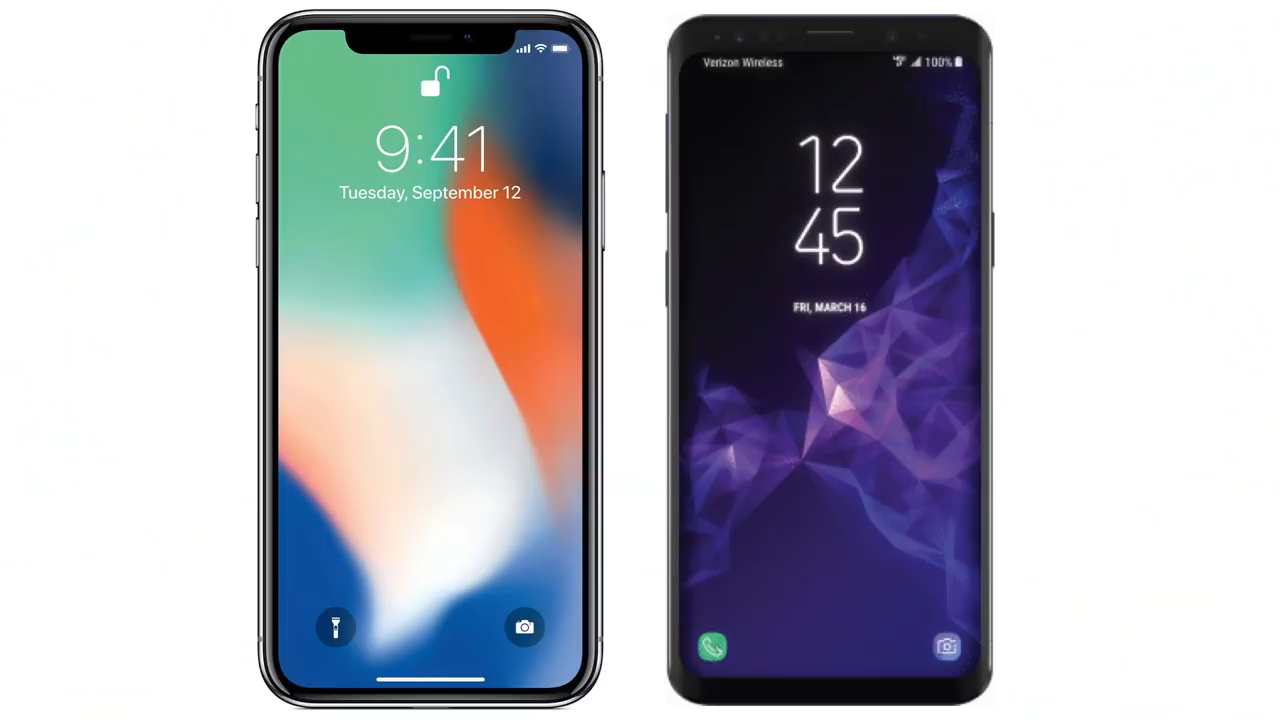 9:41
Tuesday, September 12
Verizon Wireless
100%
12
45
FRI, MARCH 16